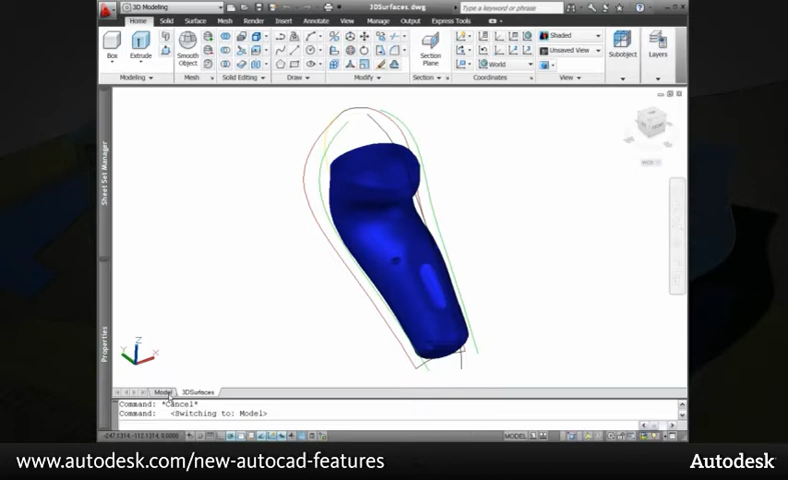 3D Modeling
3DSurfaces.dwg
Type a keyword or phrase
Home Solid Surface Mesh Render Insert Annotate Parametric View Manage Output Express Tools
Box
Extrude
Smooth
Object
Section
Plane
Shaded
Unsaved View
World
Subobject
Layers
Modeling
Mesh
Solid Editing
Draw
Modify
Section
Coordinates
View
Sheet Set Manager
Properties
Z
Y
X
Model 3DSurfaces
Command: *Cancel*
Command: <Switching to: Model>
MODEL
www.autodesk.com/new-autocad-features
Autodesk